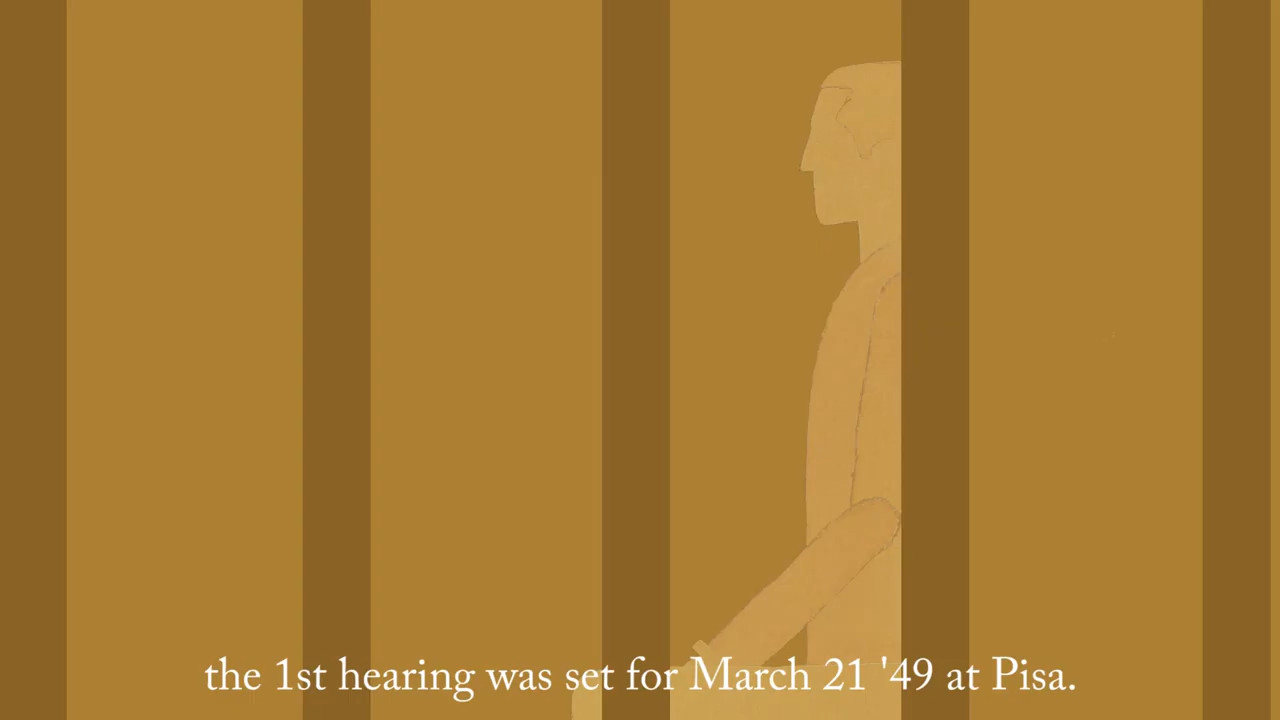 the 1st hearing was set for March 21 '49 at Pisa.